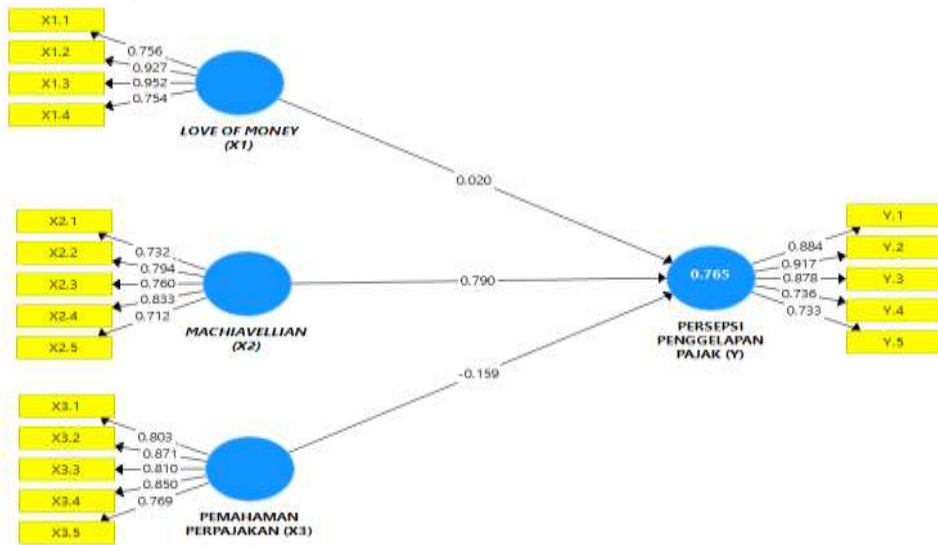 X1.1
X1.2
X1.3
X1.4
0.756
0.927
0.952
0.754
LOVE OF MONEY
(X1)
0.020
X2.1
X2.2
X2.3
X2.4
X2.5
0.732
0.794
0.760
0.833
0.712
MACHIAVELLIAN
(X2)
0.790
0.765
PERSEPSI
PENGGELAPAN
PAJAK (Y)
0.884
0.917
0.878
0.736
0.733
Y.1
Y.2
Y.3
Y.4
Y.5
-0.159
X3.1
X3.2
X3.3
X3.4
X3.5
0.803
0.871
0.810
0.850
0.769
PEMAHAMAN
PERPAJAKAN (X3)